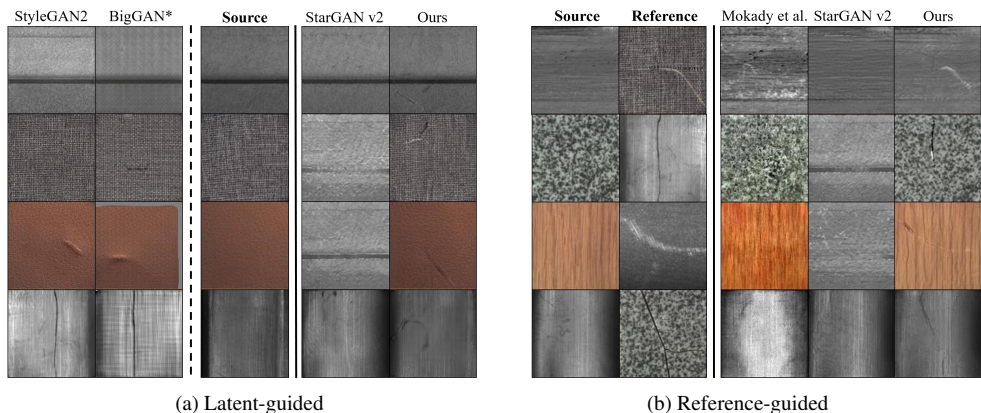 StyleGAN2 BigGAN* Source StarGAN v2 Ours
Source Reference Mokady et al. StarGAN v2 Ours
(a) Latent-guided
(b) Reference-guided